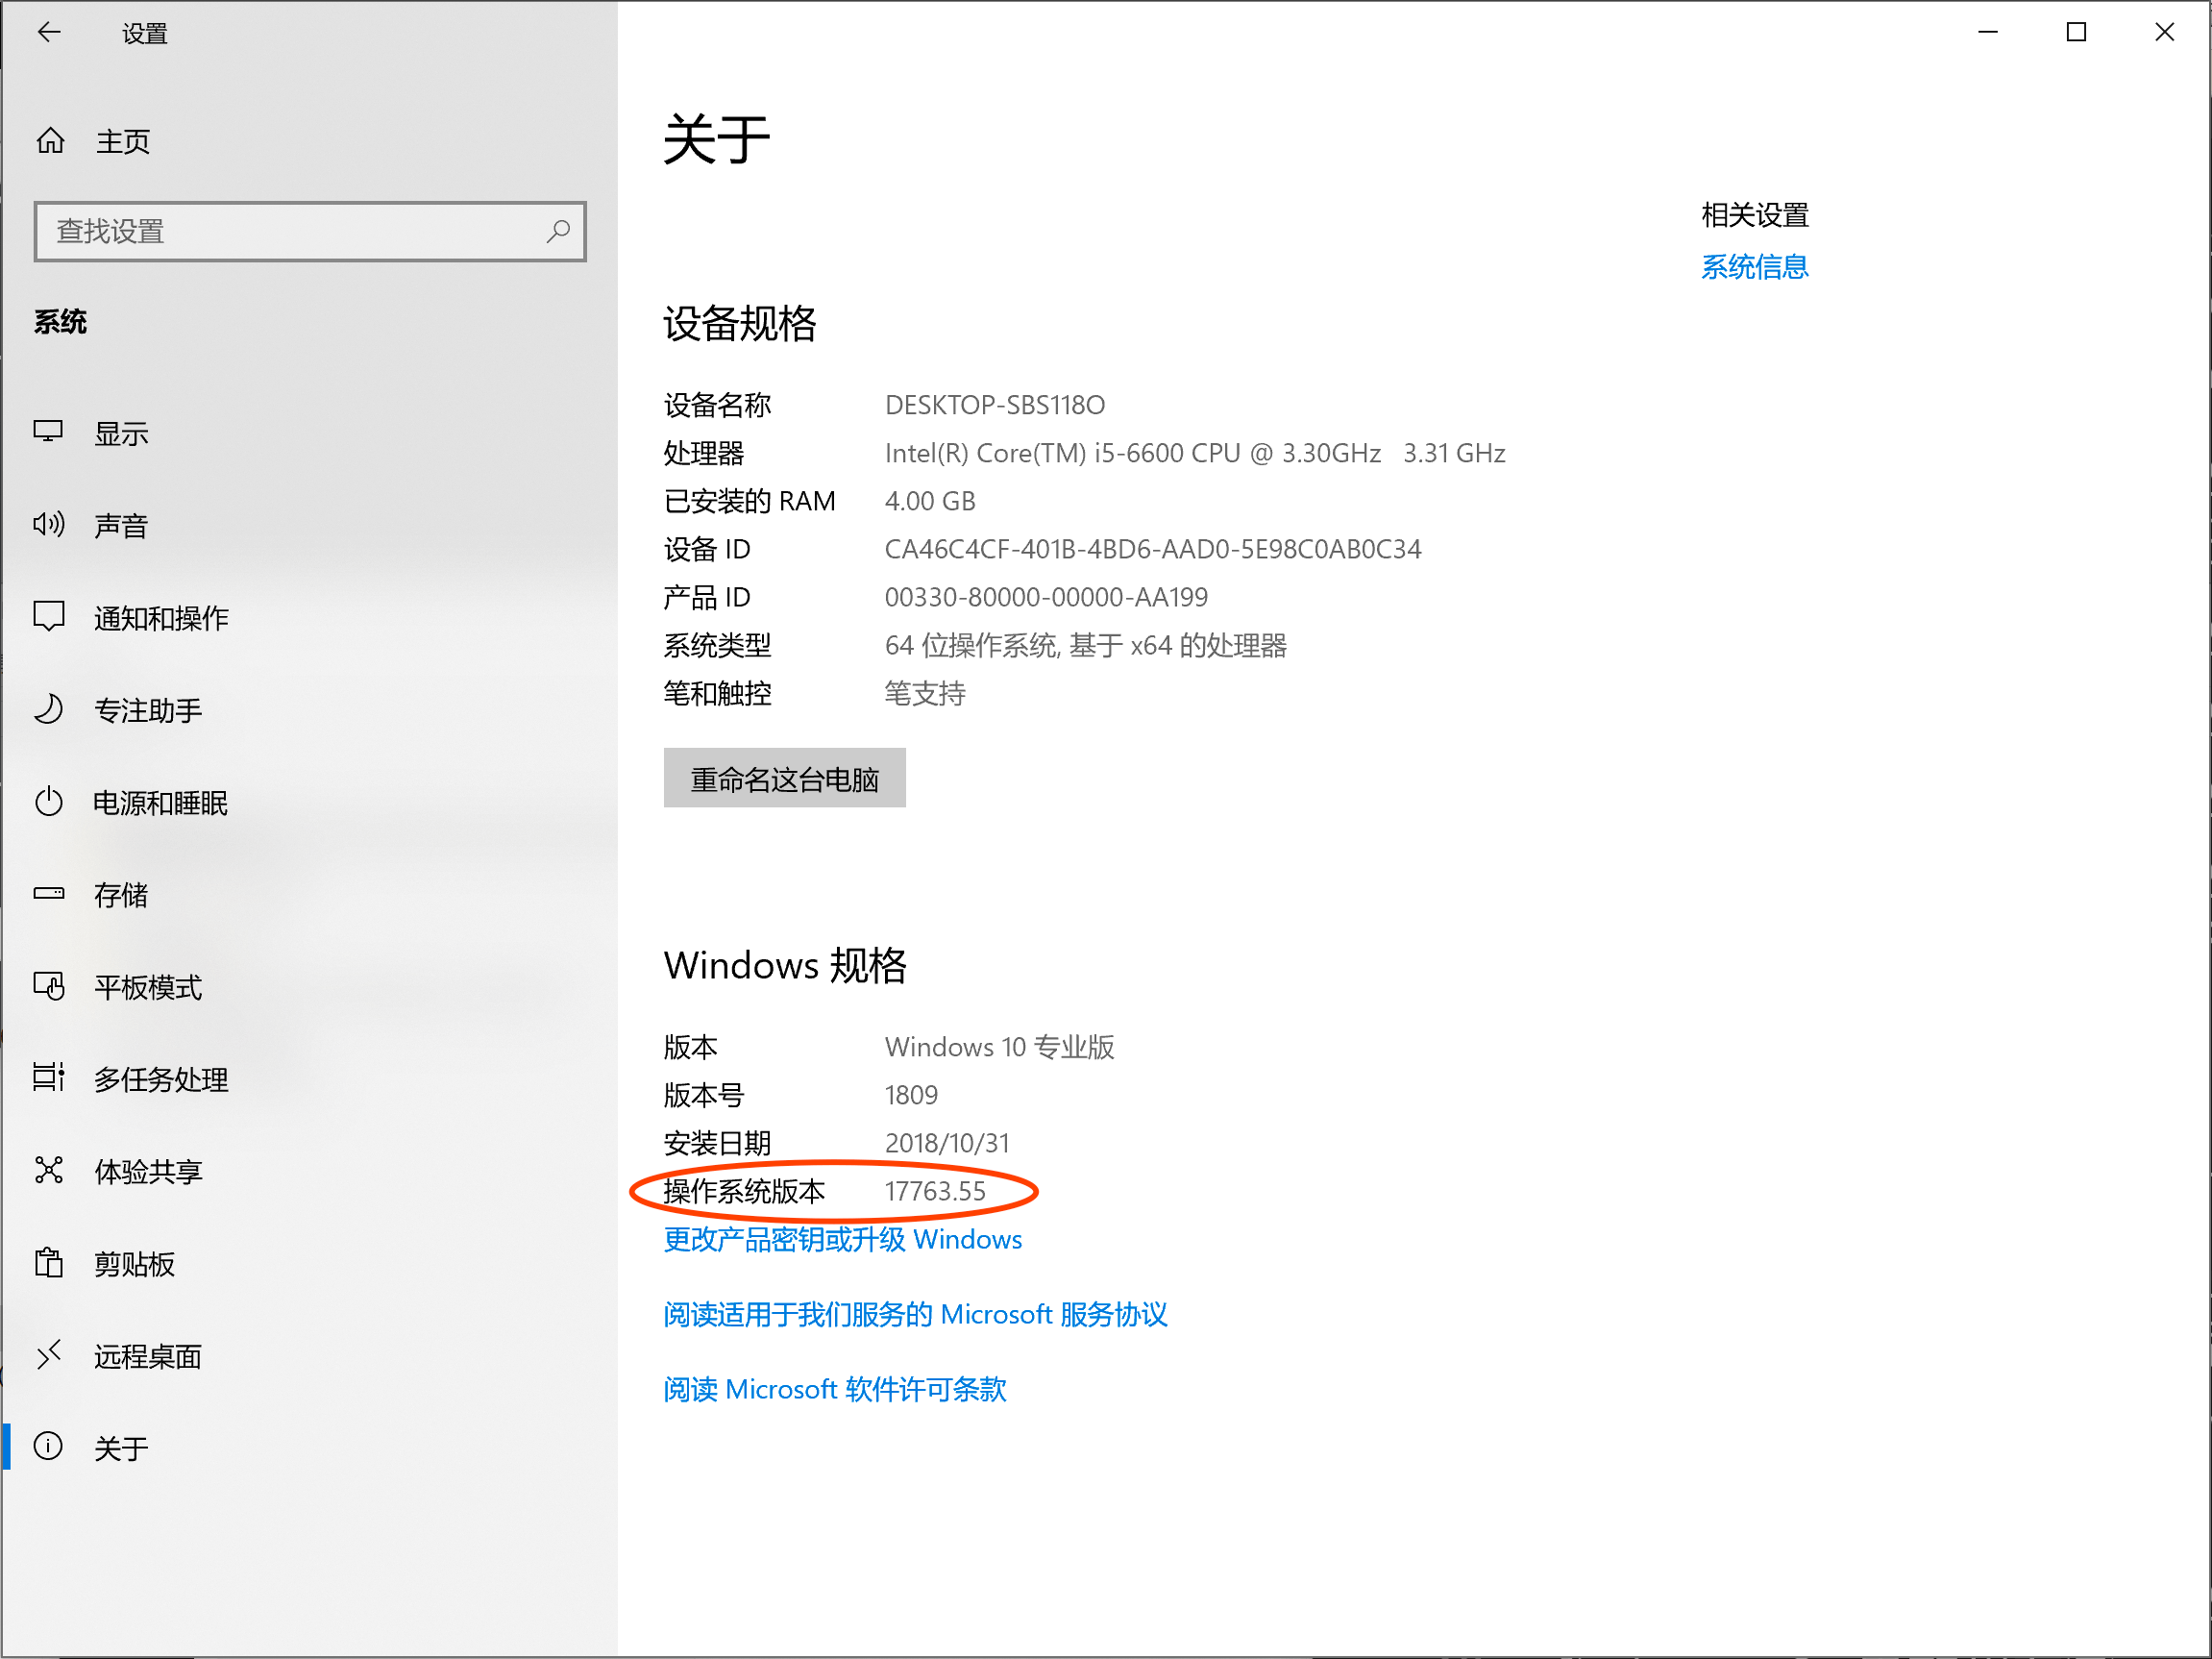 设置
主页
查找设置
系统
显示
声音
通知和操作
专注助手
电源和睡眠
存储
平板模式
多任务处理
体验共享
剪贴板
远程桌面
关于
关于
设备规格
设备名称 DESKTOP-SBS118O
处理器 Intel(R) Core(TM) i5-6600 CPU @ 3.30GHz 3.31 GHz
已安装的 RAM 4.00 GB
设备 ID CA46C4CF-401B-4BD6-AAD0-5E98C0AB0C34
产品 ID 00330-80000-00000-AA199
系统类型 64 位操作系统, 基于 x64 的处理器
笔和触控 笔支持
重命名这台电脑
Windows 规格
版本 Windows 10 专业版
版本号 1809
安装日期 2018/10/31
操作系统版本 17763.55
更改产品密钥或升级 Windows
阅读适用于我们服务的 Microsoft 服务协议
阅读 Microsoft 软件许可条款
相关设置
系统信息